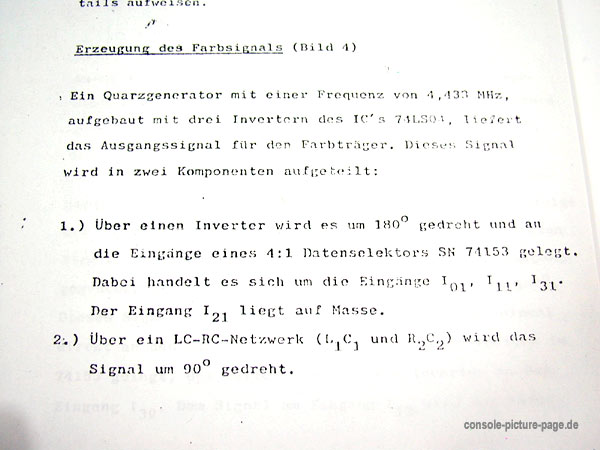 tails aufweisen.
Erzeugung des Farbsignals (Bild 4)
Ein Quarzgenerator mit einer Frequenz von 4,433 MHz,
aufgebaut mit drei Invertern des IC's 74LS04, liefert
das Ausgangssignal für den Farbträger. Dieses Signal
wird in zwei Komponenten aufgeteilt:
1.) Über einen Inverter wird es um 180° gedreht und an
die Eingänge eines 4:1 Datenselektors SN 74153 gelegt.
Dabei handelt es sich um die Eingänge I01, I11, I31.
Der Eingang I21 liegt auf Masse.
2.) Über ein LC-RC-Netzwerk (L1C1 und R2C2) wird das
Signal um 90° gedreht.
console-picture-page.de